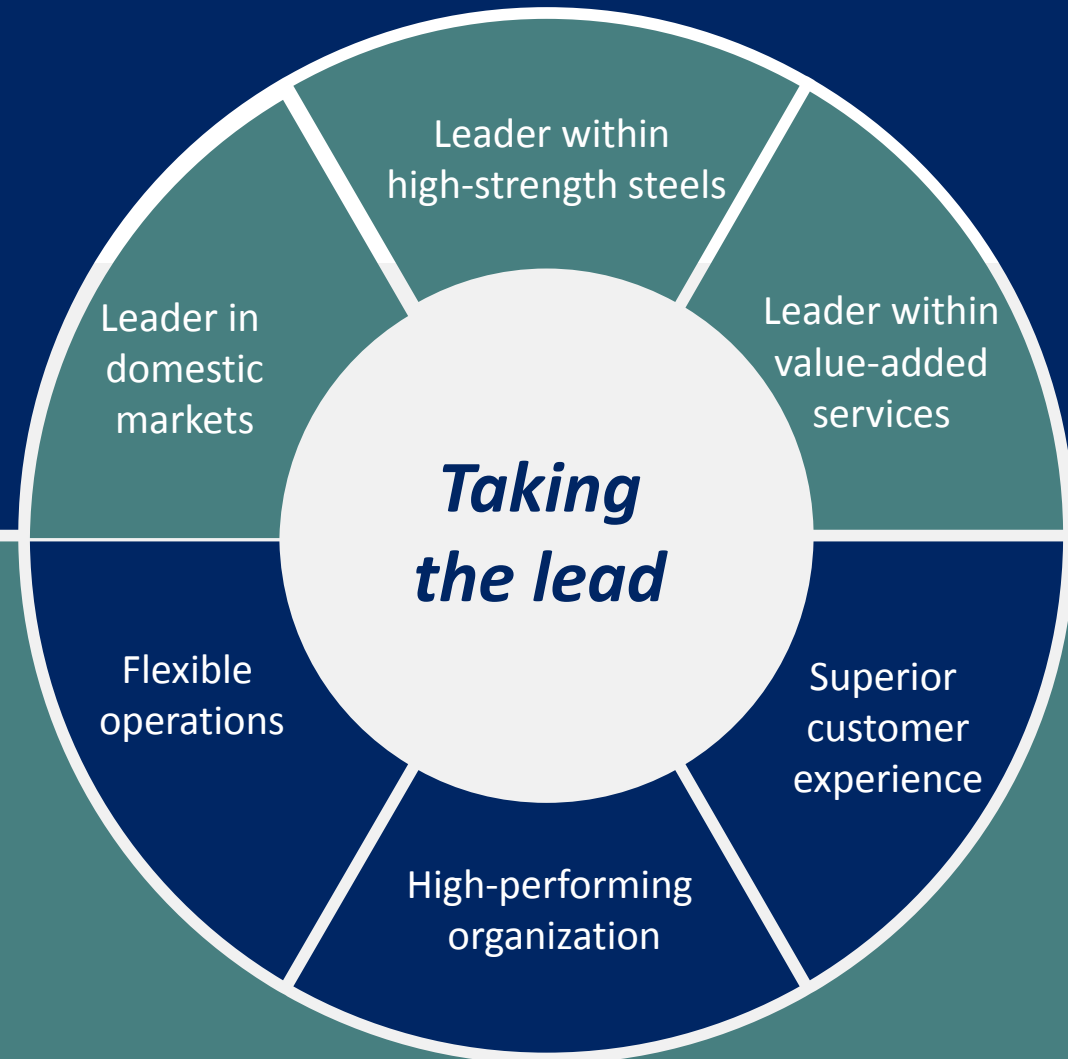 Leader within
high-strength steels
Leader in
domestic
markets
Leader within
value-added
services
Taking
the lead
Flexible
operations
Superior
customer
experience
High-performing
organization